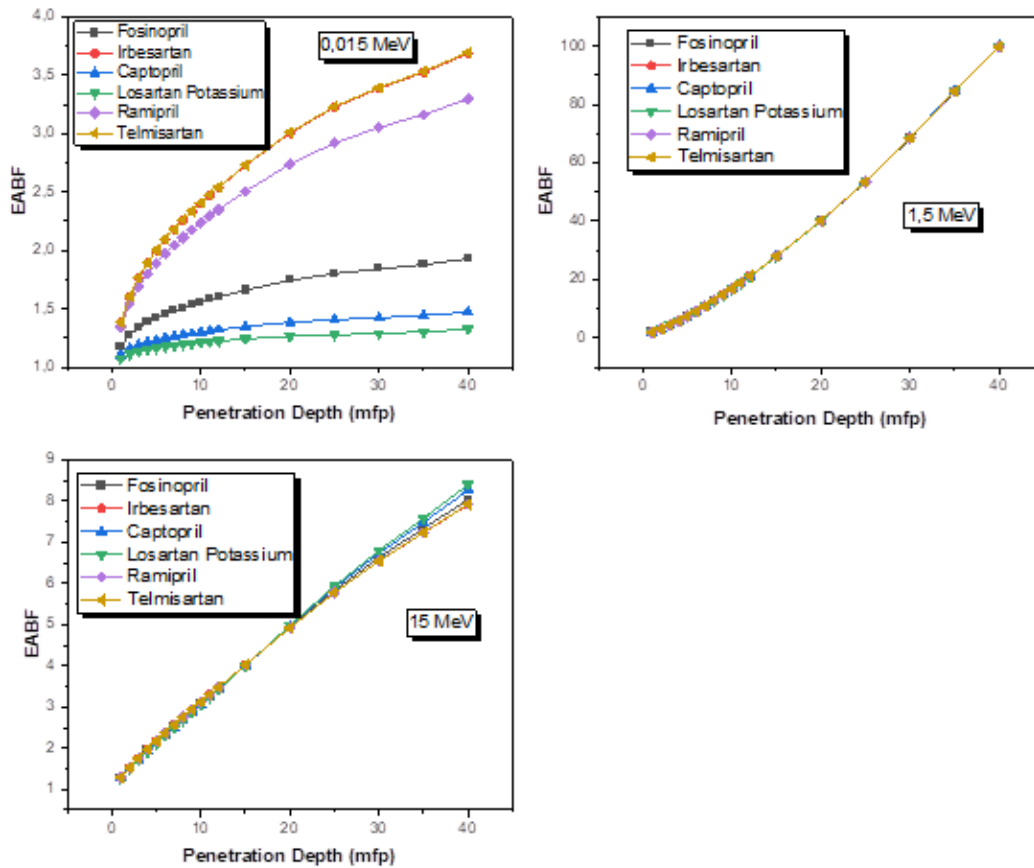 4,0
3,5
3,0
2,5
2,0
1,5
1,0
EABF
Fosinopril
Irbesartan
Captopril
Losartan Potassium
Ramipril
Telmisartan
0,015 MeV
0 10 20 30 40
Penetration Depth (mfp)
100
80
60
40
20
0
EABF
Fosinopril
Irbesartan
Captopril
Losartan Potassium
Ramipril
Telmisartan
1,5 MeV
0 10 20 30 40
Penetration Depth (mfp)
9
8
7
6
5
4
3
2
1
EABF
Fosinopril
Irbesartan
Captopril
Losartan Potassium
Ramipril
Telmisartan
15 MeV
0 10 20 30 40
Penetration Depth (mfp)